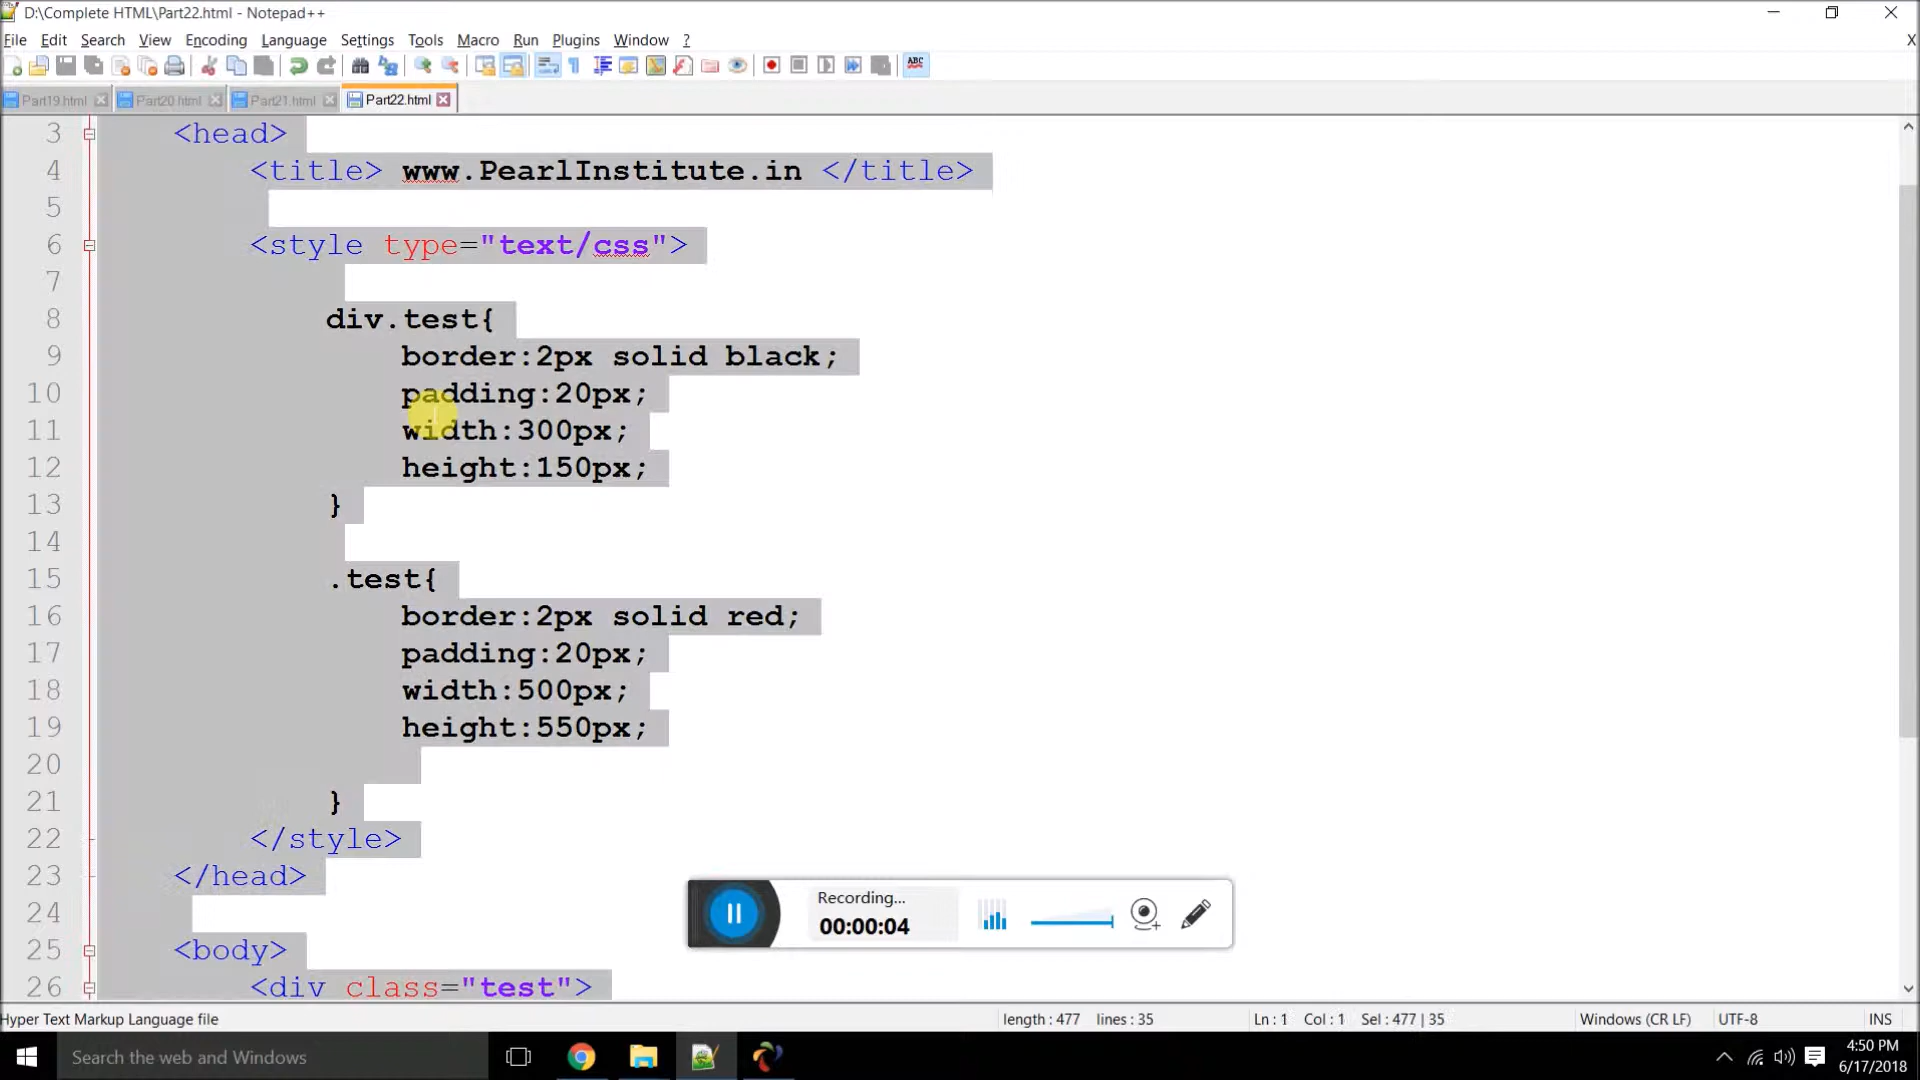 D:\Complete HTML\Part22.html - Notepad++
File Edit Search View Encoding Language Settings Tools Macro Run Plugins Window ? X
ABC
Part19.html Part20.html Part21.html Part22.html
3 <head>
4 <title> www.PearlInstitute.in </title>
5
6 <style type="text/css">
7
8 div.test{
9 border:2px solid black;
10 padding:20px;
11 width:300px;
12 height:150px;
13 }
14
15 .test{
16 border:2px solid red;
17 padding:20px;
18 width:500px;
19 height:550px;
20
21 }
22 </style>
23 </head>
24
25 <body>
26 <div class="test">
Recording...
00:00:04
Hyper Text Markup Language file length : 477 lines : 35 Ln : 1 Col : 1 Sel : 477 | 35 Windows (CR LF) UTF-8 INS
Search the web and Windows
4:50 PM
6/17/2018